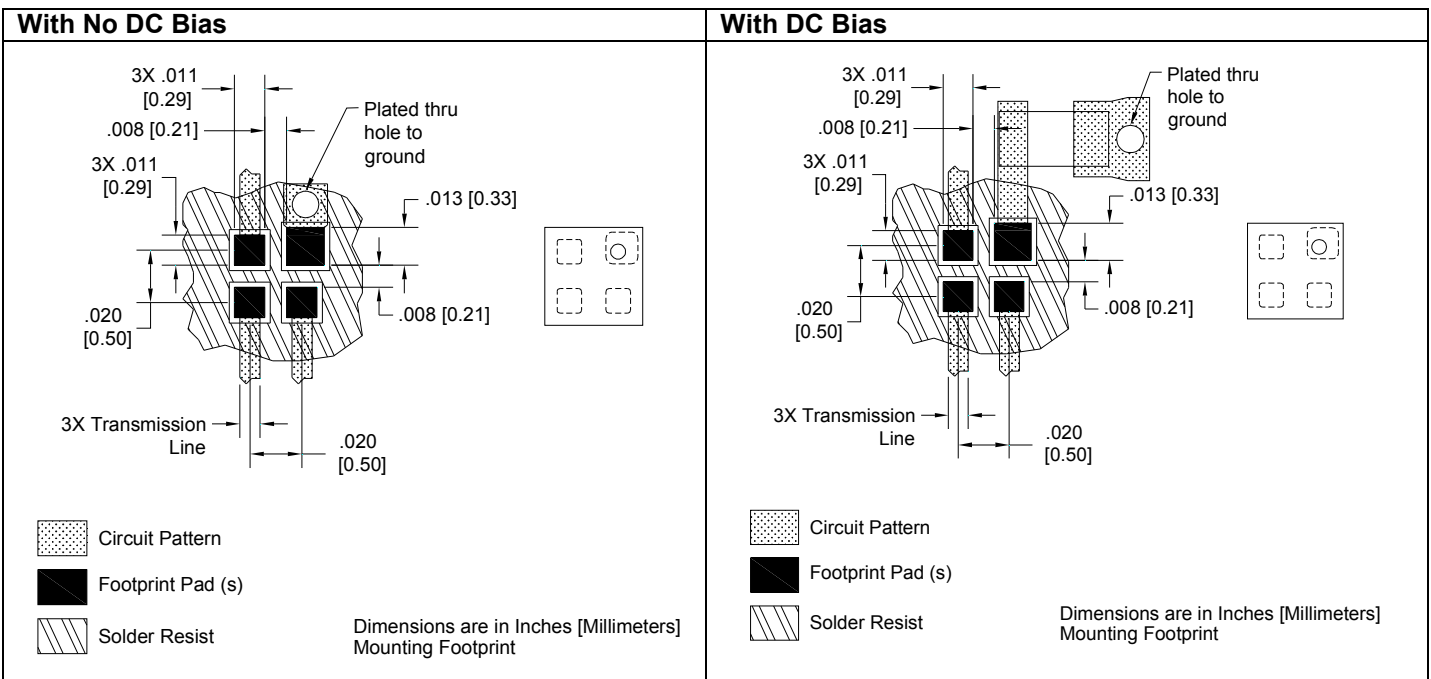 With No DC Bias
3X .011
[0.29]
.008 [0.21]
3X .011
[0.29]
Plated thru
hole to
ground
.013 [0.33]
.020
[0.50]
.008 [0.21]
3X Transmission
Line
.020
[0.50]
Circuit Pattern
Footprint Pad (s)
Solder Resist
Dimensions are in Inches [Millimeters]
Mounting Footprint
With DC Bias
3X .011
[0.29]
.008 [0.21]
3X .011
[0.29]
Plated thru
hole to
ground
.013 [0.33]
.020
[0.50]
.008 [0.21]
3X Transmission
Line
.020
[0.50]
Circuit Pattern
Footprint Pad (s)
Solder Resist
Dimensions are in Inches [Millimeters]
Mounting Footprint